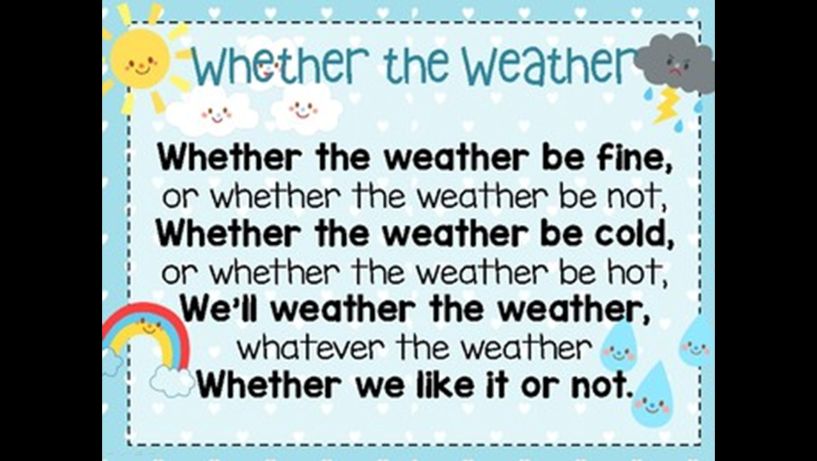 Whether the Weather
Whether the weather be fine,
or whether the weather be not,
Whether the weather be cold,
or whether the weather be hot,
We'll weather the weather,
whatever the weather
Whether we like it or not.